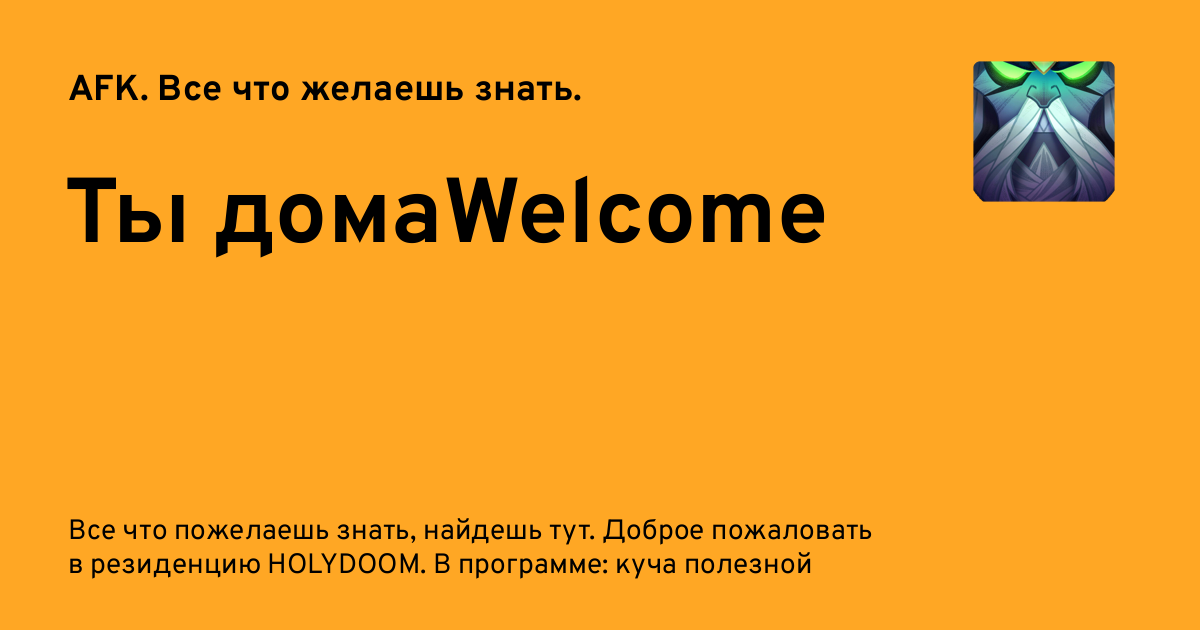 AFK. Все что желаешь знать.
Ты домаWelcome
Все что пожелаешь знать, найдешь тут. Доброе пожаловать
в резиденцию HOLYDOOM. В программе: куча полезной